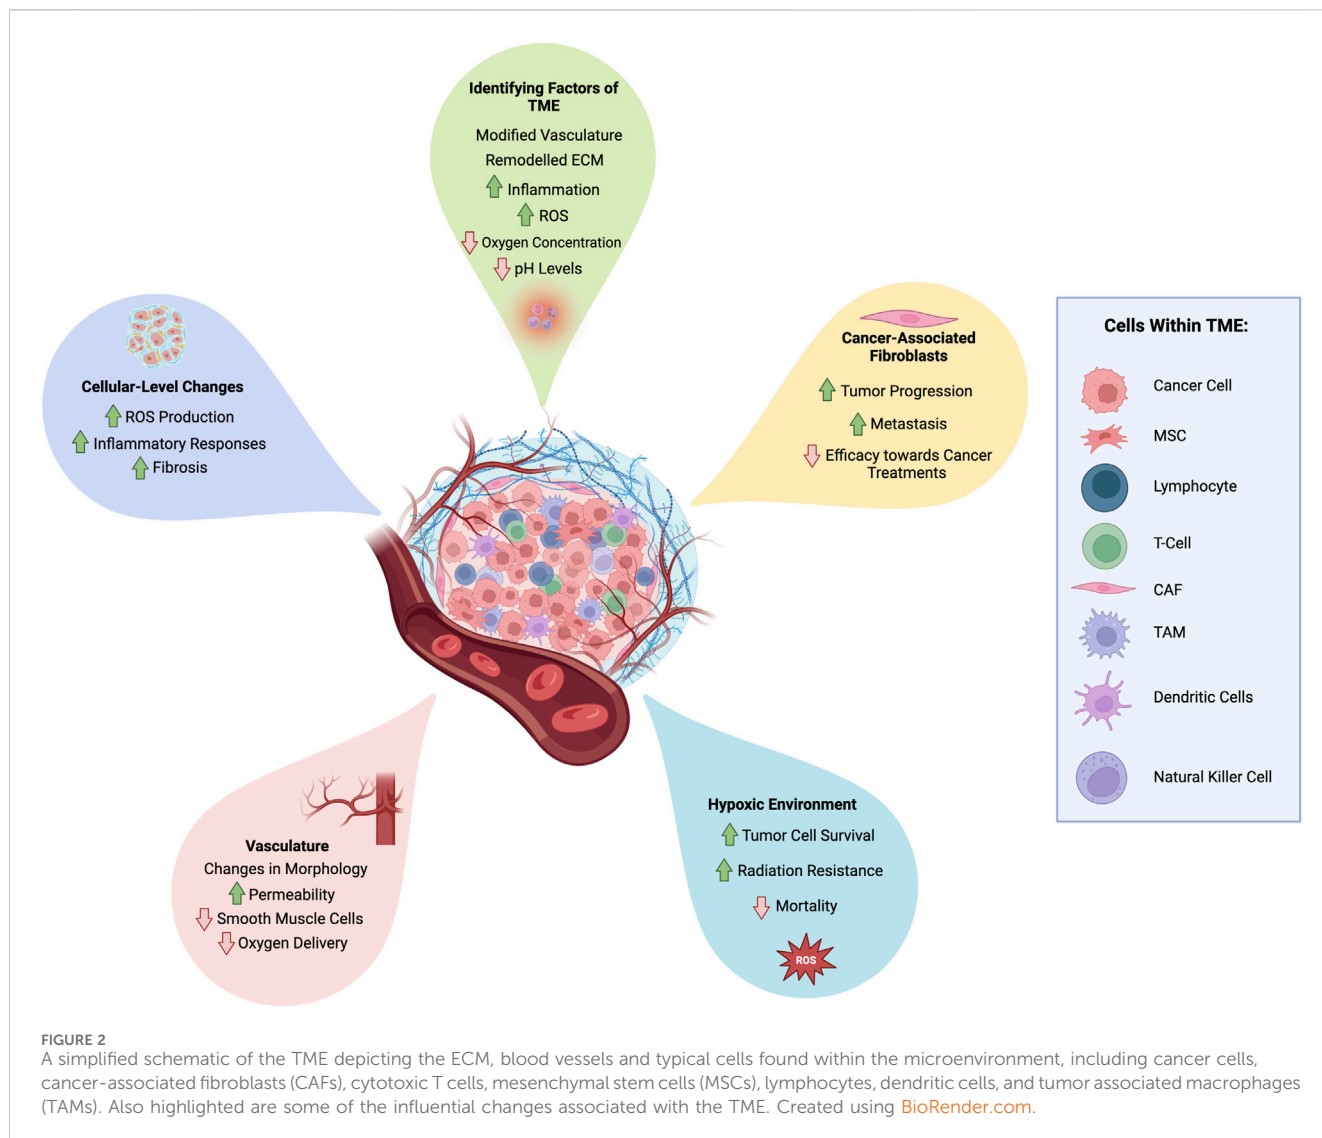 Identifying Factors of
TME
Modified Vasculature
Remodelled ECM
Inflammation
ROS
Oxygen Concentration
pH Levels
Cellular-Level Changes
ROS Production
Inflammatory Responses
Fibrosis
Cancer-Associated
Fibroblasts
Tumor Progression
Metastasis
Efficacy towards Cancer
Treatments
Vasculature
Changes in Morphology
Permeability
Smooth Muscle Cells
Oxygen Delivery
Hypoxic Environment
Tumor Cell Survival
Radiation Resistance
Mortality
ROS
Cells Within TME:
Cancer Cell
MSC
Lymphocyte
T-Cell
CAF
TAM
Dendritic Cells
Natural Killer Cell
FIGURE 2
A simplified schematic of the TME depicting the ECM, blood vessels and typical cells found within the microenvironment, including cancer cells,
cancer-associated fibroblasts (CAFs), cytotoxic T cells, mesenchymal stem cells (MSCs), lymphocytes, dendritic cells, and tumor associated macrophages
(TAMs). Also highlighted are some of the influential changes associated with the TME. Created using BioRender.com.